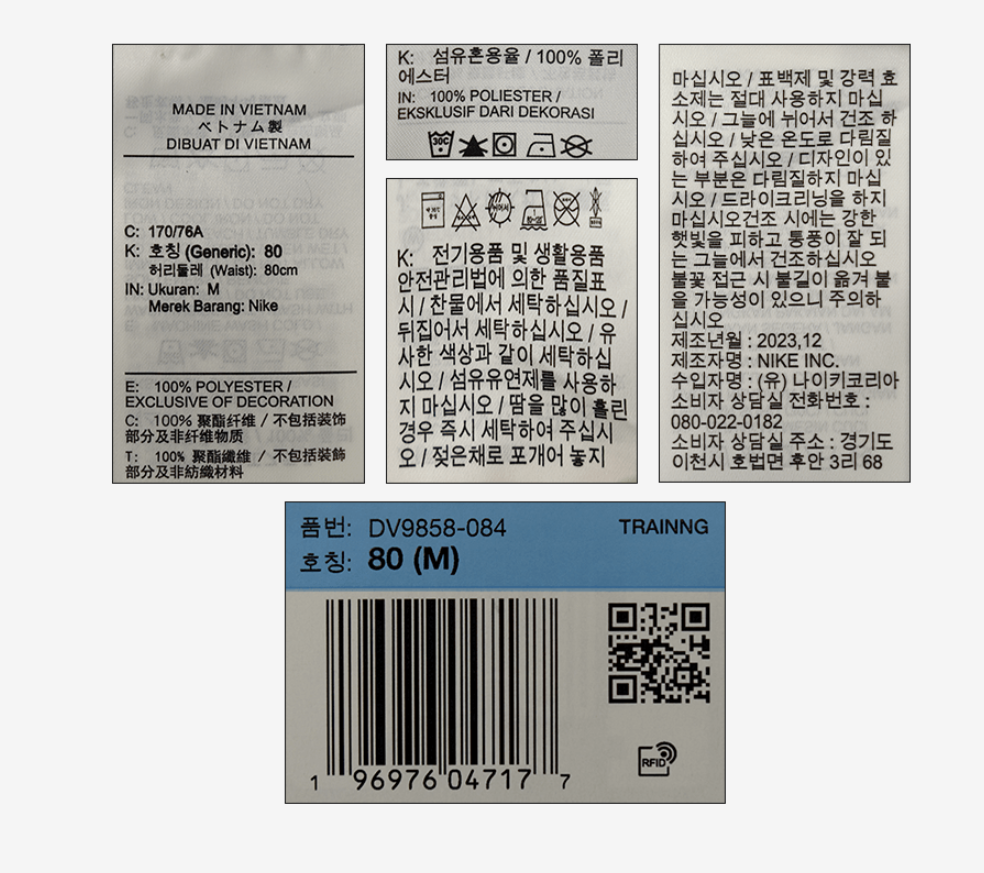 MADE IN VIETNAM
ベトナム製
DIBUAT DI VIETNAM
C: 170/76A
K: 호칭 (Generic): 80
허리둘레 (Waist): 80cm
IN: Ukuran: M
Merek Barang: Nike
E: 100% POLYESTER /
EXCLUSIVE OF DECORATION
C: 100% 聚酯纤维 / 不包括装饰
部分及非纤维物质
T: 100% 聚酯纖維 / 不包括裝飾
部分及非紡織材料
K: 섬유혼용율 / 100% 폴리
에스터
IN: 100% POLIESTER /
EKSKLUSIF DARI DEKORASI
30C
K: 전기용품 및 생활용품
안전관리법에 의한 품질표
시 / 찬물에서 세탁하십시오 /
뒤집어서 세탁하십시오 / 유
사한 색상과 같이 세탁하십
시오 / 섬유유연제를 사용하
지 마십시오 / 땀을 많이 흘린
경우 즉시 세탁하여 주십시
오 / 젖은채로 포개어 놓지
마십시오 / 표백제 및 강력 효
소제는 절대 사용하지 마십
시오 / 그늘에 뉘어서 건조 하
십시오 / 낮은 온도로 다림질
하여 주십시오 / 디자인이 있
는 부분은 다림질하지 마십
시오 / 드라이크리닝을 하지
마십시오건조 시에는 강한
햇빛을 피하고 통풍이 잘 되
는 그늘에서 건조하십시오
불꽃 접근 시 불길이 옮겨 붙
을 가능성이 있으니 주의하
십시오
제조년월 : 2023,12
제조자명 : NIKE INC.
수입자명 : (유) 나이키코리아
소비자 상담실 전화번호 :
080-022-0182
소비자 상담실 주소 : 경기도
이천시 호법면 후안 3리 68
품번: DV9858-084 TRAINNG
호칭: 80 (M)
1 96976 04717 7
RFID